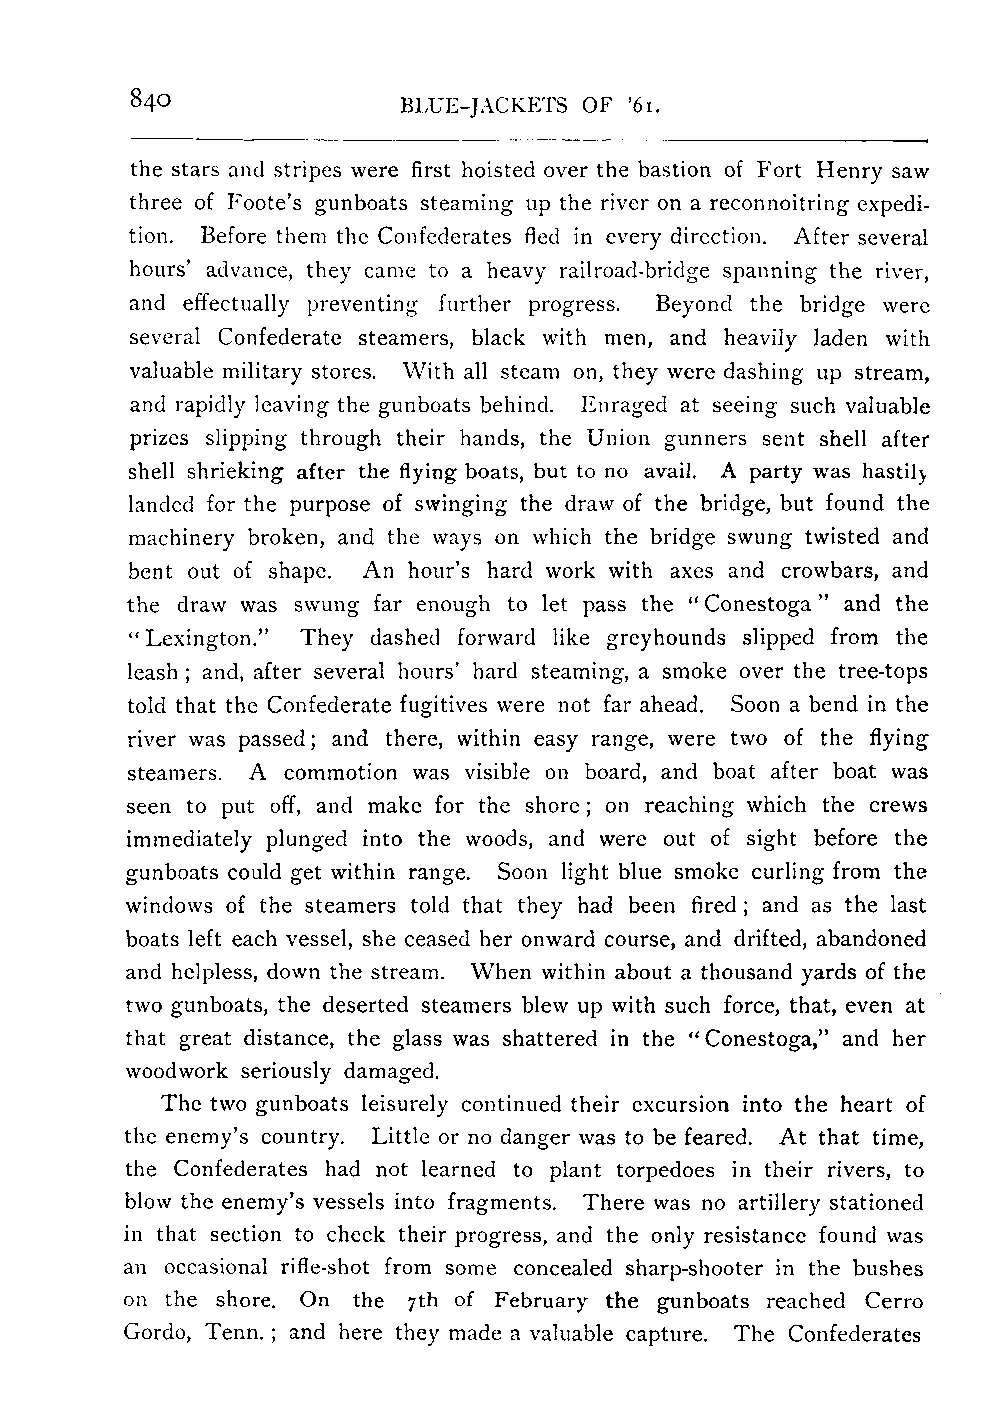 840
BLUE-JACKETS OF '61.
the stars and stripes were first hoisted over the bastion of Fort Henry saw
three of Foote's gunboats steaming up the river on a reconnoitring expedi-
tion. Before them the Confederates fled in every direction. After several
hours' advance, they came to a heavy railroad-bridge spanning the river,
and effectually preventing further progress. Beyond the bridge were
several Confederate steamers, black with men, and heavily laden with
valuable military stores. With all steam on, they were dashing up stream,
and rapidly leaving the gunboats behind. Enraged at seeing such valuable
prizes slipping through their hands, the Union gunners sent shell after
shell shrieking after the flying boats, but to no avail. A party was hastily
landed for the purpose of swinging the draw of the bridge, but found the
machinery broken, and the ways on which the bridge swung twisted and
bent out of shape. An hour's hard work with axes and crowbars, and
the draw was swung far enough to let pass the "Conestoga" and the
"Lexington." They dashed forward like greyhounds slipped from the
leash; and, after several hours' hard steaming, a smoke over the tree-tops
told that the Confederate fugitives were not far ahead. Soon a bend in the
river was passed; and there, within easy range, were two of the flying
steamers. A commotion was visible on board, and boat after boat was
seen to put off, and make for the shore; on reaching which the crews
immediately plunged into the woods, and were out of sight before the
gunboats could get within range. Soon light blue smoke curling from the
windows of the steamers told that they had been fired; and as the last
boats left each vessel, she ceased her onward course, and drifted, abandoned
and helpless, down the stream. When within about a thousand yards of the
two gunboats, the deserted steamers blew up with such force, that, even at
that great distance, the glass was shattered in the "Conestoga," and her
woodwork seriously damaged.
The two gunboats leisurely continued their excursion into the heart of
the enemy's country. Little or no danger was to be feared. At that time,
the Confederates had not learned to plant torpedoes in their rivers, to
blow the enemy's vessels into fragments. There was no artillery stationed
in that section to check their progress, and the only resistance found was
an occasional rifle-shot from some concealed sharp-shooter in the bushes
on the shore. On the 7th of February the gunboats reached Cerro
Gordo, Tenn.; and here they made a valuable capture. The Confederates